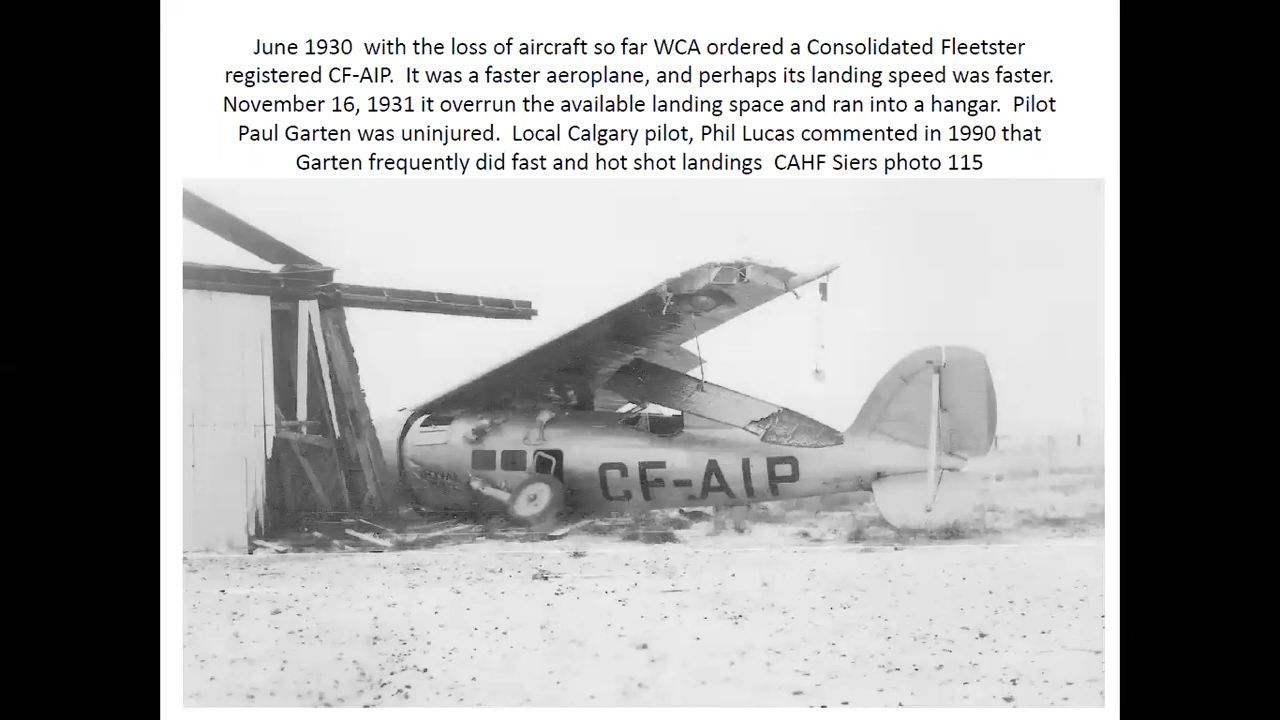 June 1930  with the loss of aircraft so far WCA ordered a Consolidated Fleetster
registered CF-AIP.  It was a faster aeroplane, and perhaps its landing speed was faster.
November 16, 1931 it overrun the available landing space and ran into a hangar.  Pilot
Paul Garten was uninjured.  Local Calgary pilot, Phil Lucas commented in 1990 that
Garten frequently did fast and hot shot landings  CAHF Siers photo 115
CF-AIP